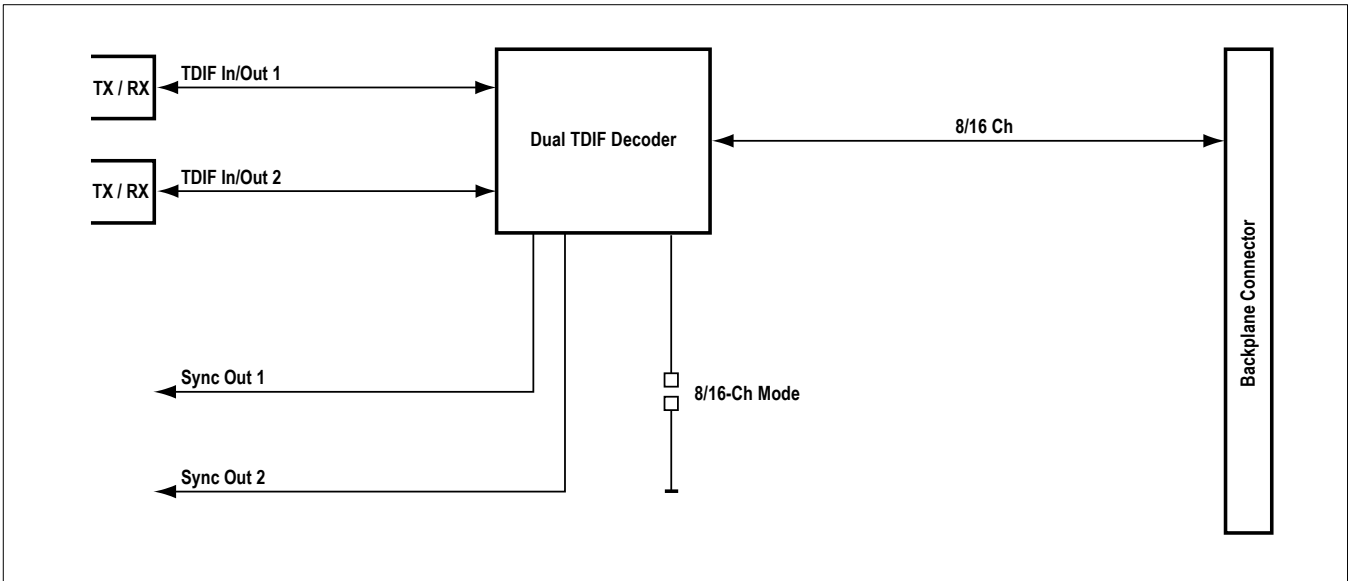 TX / RX
TDIF In/Out 1
Dual TDIF Decoder
8/16 Ch
TX / RX
TDIF In/Out 2
Backplane Connector
Sync Out 1
8/16-Ch Mode
Sync Out 2